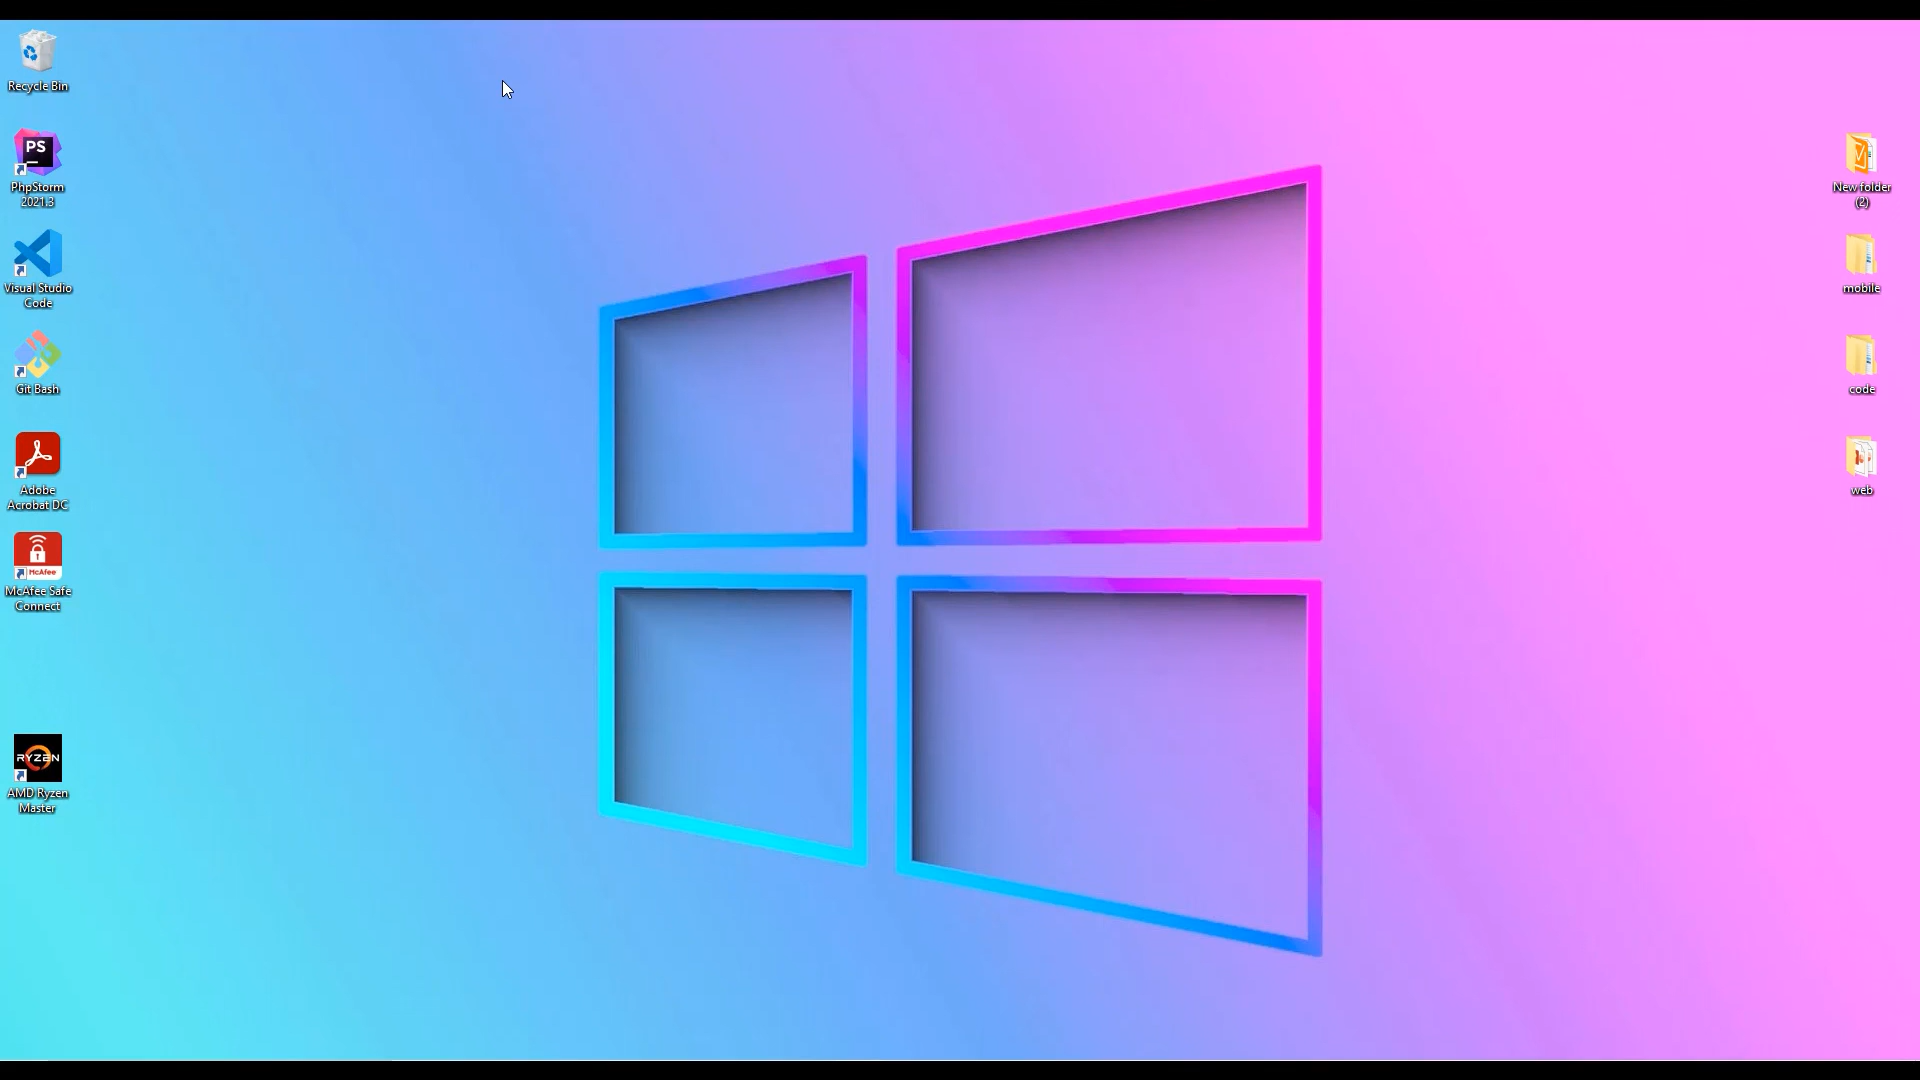 Recycle Bin
PS
PhpStorm
2021.3
Visual Studio
Code
Git Bash
Adobe
Acrobat DC
McAfee
McAfee Safe
Connect
RYZEN
AMD Ryzen
Master
New folder
(2)
mobile
code
web